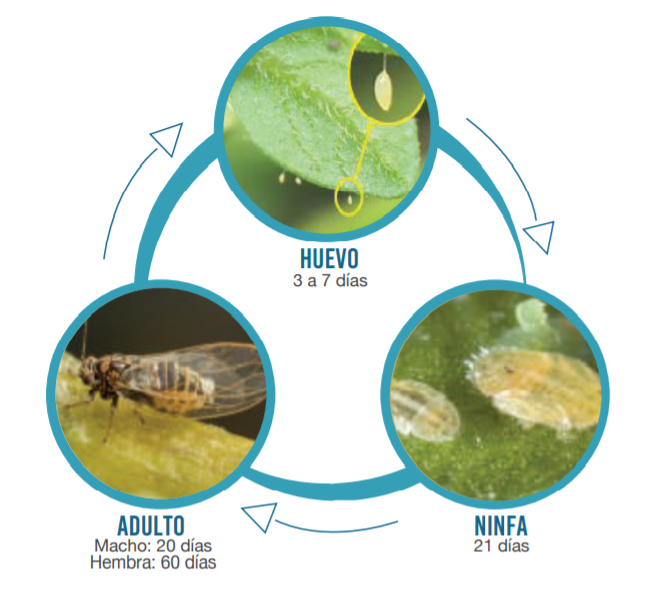 HUEVO
3 a 7 días
ADULTO
Macho: 20 días
Hembra: 60 días
NINFA
21 días